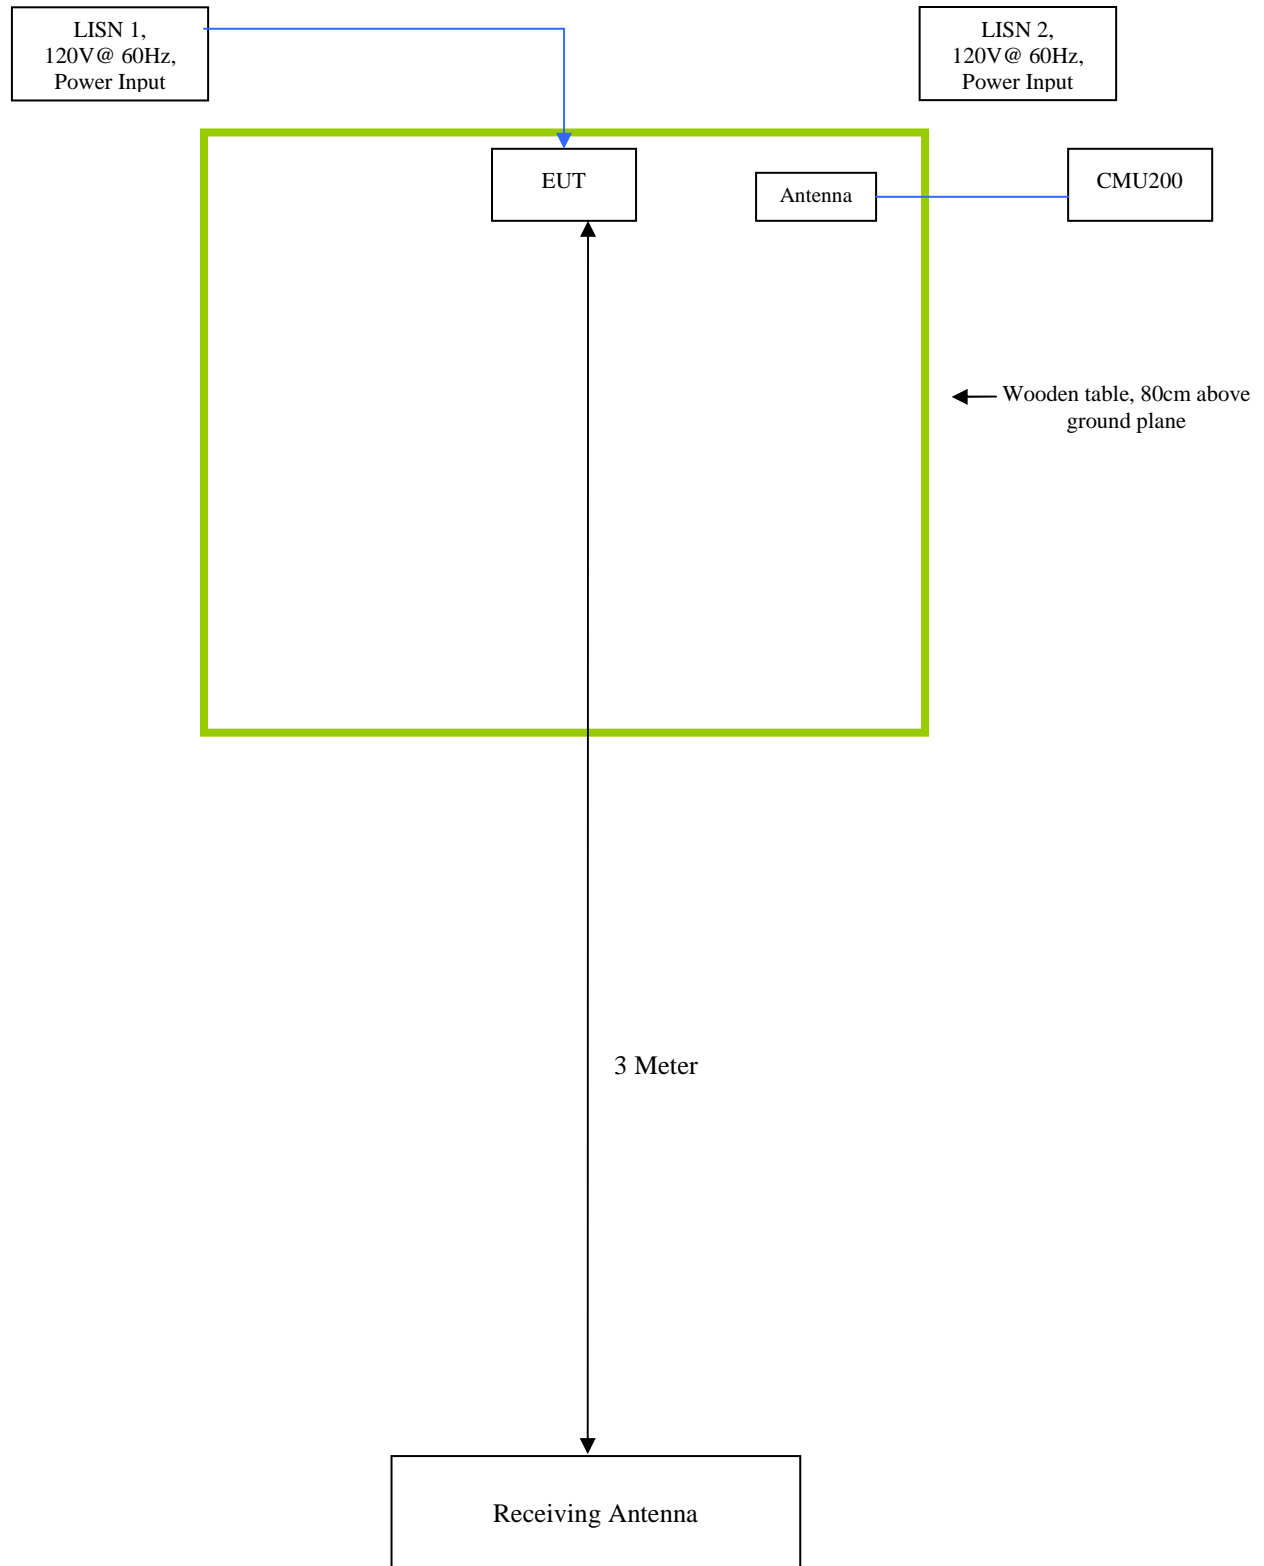 LISN 1,
120V@ 60Hz,
Power Input
LISN 2,
120V@ 60Hz,
Power Input
EUT
Antenna
CMU200
Wooden table, 80cm above
ground plane
3 Meter
Receiving Antenna